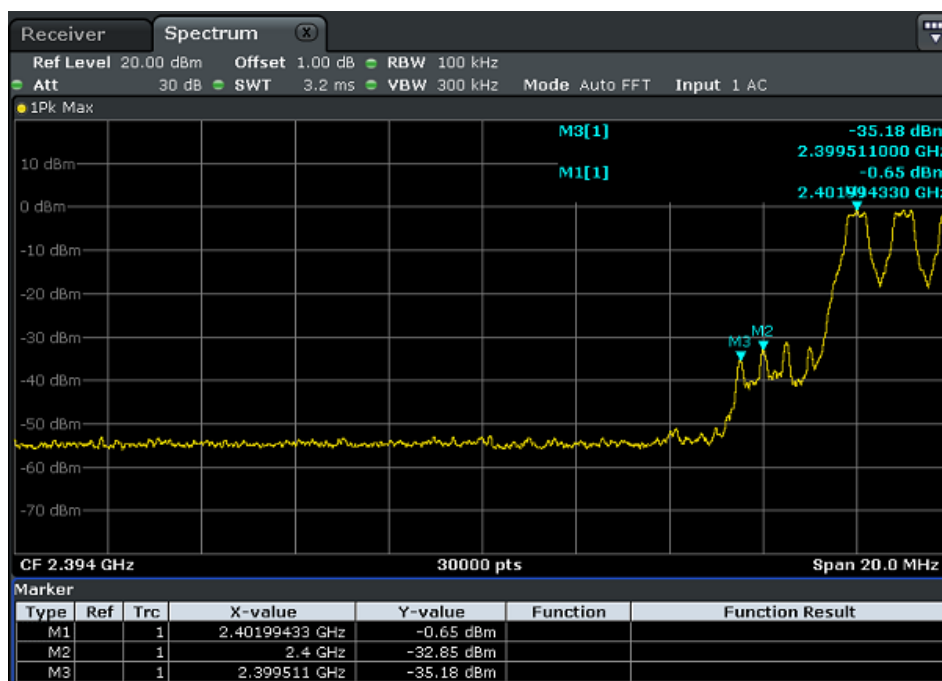 Receiver Spectrum X
Ref Level 20.00 dBm Offset 1.00 dB RBW 100 kHz
Att 30 dB SWT 3.2 ms VBW 300 kHz Mode Auto FFT Input 1 AC
1Pk Max
M3[1] -35.18 dBm
2.399511000 GHz
10 dBm
M1[1] -0.65 dBm
2.401994330 GHz
0 dBm
-10 dBm
-20 dBm
-30 dBm
M3 M2
-40 dBm
-50 dBm
-60 dBm
-70 dBm
CF 2.394 GHz 30000 pts Span 20.0 MHz
Marker
Type Ref Trc X-value Y-value Function Function Result
M1 1 2.40199433 GHz -0.65 dBm
M2 1 2.4 GHz -32.85 dBm
M3 1 2.399511 GHz -35.18 dBm